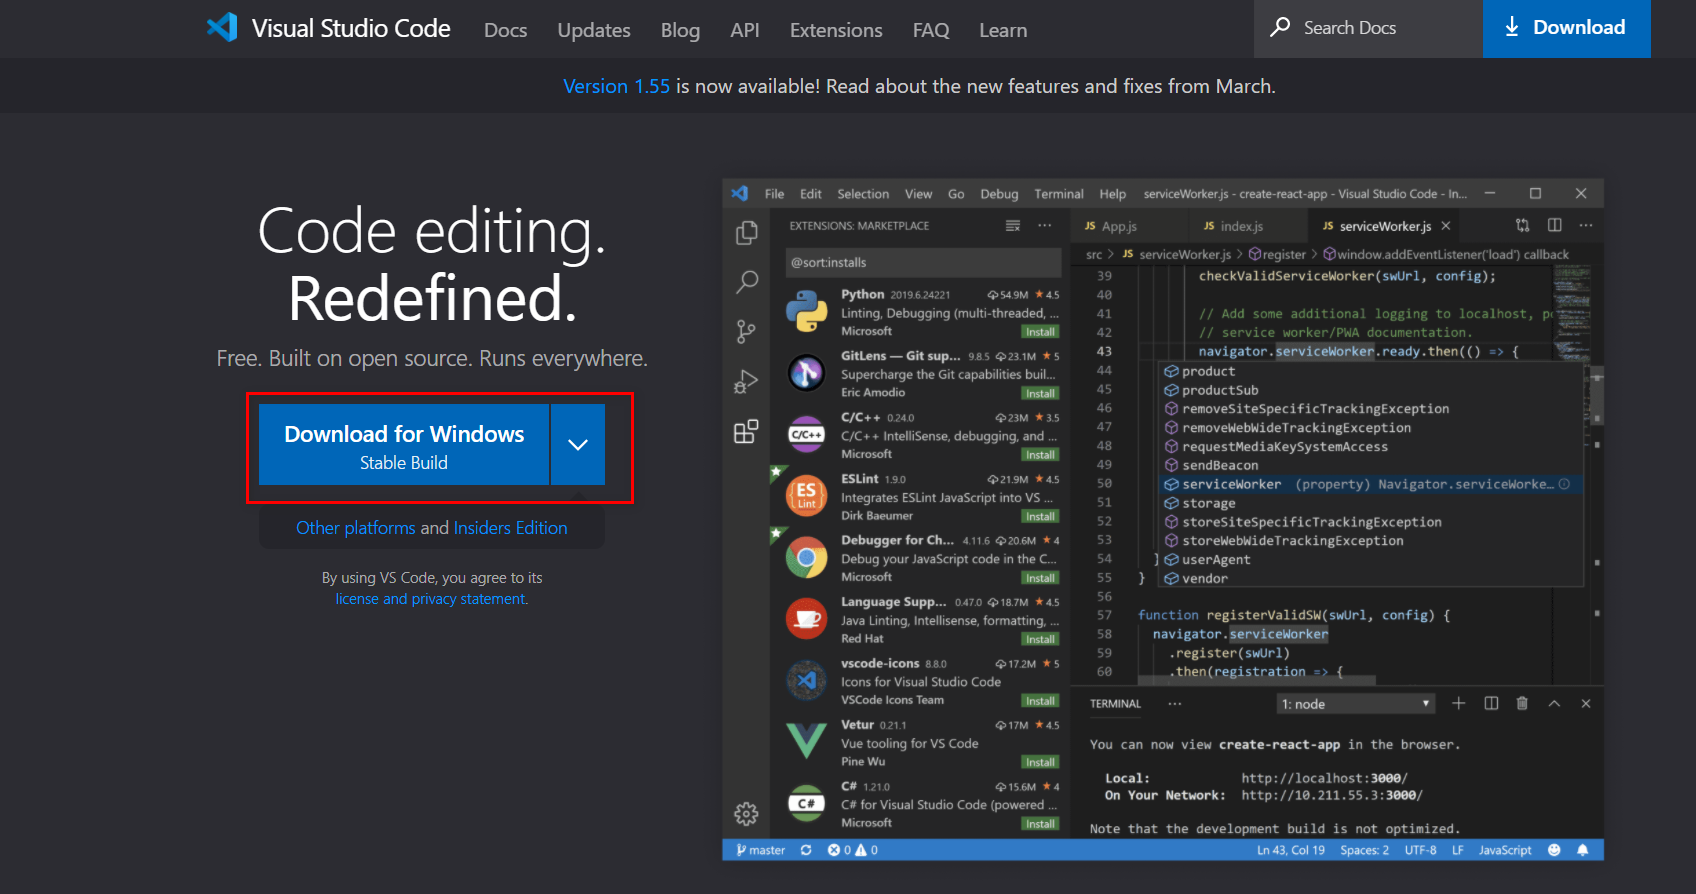 Visual Studio Code Docs Updates Blog API Extensions FAQ Learn Search Docs Download
Version 1.55 is now available! Read about the new features and fixes from March.
Code editing.
Redefined.
Free. Built on open source. Runs everywhere.
Download for Windows
Stable Build
Other platforms and Insiders Edition
By using VS Code, you agree to its
license and privacy statement.
File Edit Selection View Go Debug Terminal Help serviceWorker.js - create-react-app - Visual Studio Code - In...
EXTENSIONS: MARKETPLACE
@sort:installs
Python 2019.6.24221 54.9M ★ 4.5
Linting, Debugging (multi-threaded, ...
Microsoft Install
GitLens — Git sup... 9.8.5 23.1M ★ 5
Supercharge the Git capabilities buil...
Eric Amodio Install
C/C++
C/C++ 0.24.0 23M ★ 3.5
C/C++ IntelliSense, debugging, and ...
Microsoft Install
ES
Lint
ESLint 1.9.0 21.9M ★ 4.5
Integrates ESLint JavaScript into VS ...
Dirk Baeumer Install
Debugger for Ch... 4.11.6 20.6M ★ 4
Debug your JavaScript code in the C...
Microsoft Install
Language Supp... 0.47.0 18.7M ★ 4.5
Java Linting, Intellisense, formatting, ...
Red Hat Install
vscode-icons 8.8.0 17.2M ★ 5
Icons for Visual Studio Code
VSCode Icons Team Install
Vetur 0.21.1 17M ★ 4.5
Vue tooling for VS Code
Pine Wu Install
C#
C# 1.21.0 15.6M ★ 4
C# for Visual Studio Code (powered ...
Microsoft Install
JS App.js JS index.js JS serviceWorker.js
src > JS serviceWorker.js > register > window.addEventListener('load') callback
39 checkValidServiceWorker(swUrl, config);
40
41 // Add some additional logging to localhost, po
42 // service worker/PWA documentation.
43 navigator.serviceWorker.ready.then(() => {
44 product
45 productSub
46 removeSiteSpecificTrackingException
47 removeWebWideTrackingException
48 requestMediaKeySystemAccess
49 sendBeacon
50 serviceWorker (property) Navigator.serviceWorke...
51 storage
52 storeSiteSpecificTrackingException
53 storeWebWideTrackingException
54 } userAgent
55 } vendor
56
57 function registerValidSW(swUrl, config) {
58 navigator.serviceWorker
59 .register(swUrl)
60 .then(registration => {
TERMINAL ... 1: node
You can now view create-react-app in the browser.
Local: http://localhost:3000/
On Your Network: http://10.211.55.3:3000/
Note that the development build is not optimized.
master 0 0 Ln 43, Col 19 Spaces: 2 UTF-8 LF JavaScript